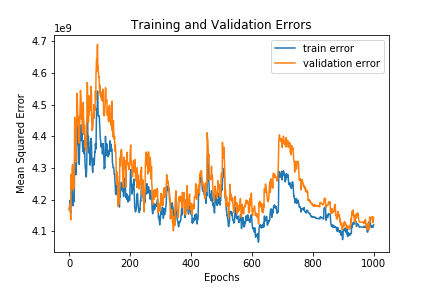 Training and Validation Errors
1e9
train error
validation error
4.7
4.6
4.5
4.4
4.3
4.2
4.1
Mean Squared Error
0 200 400 600 800 1000
Epochs